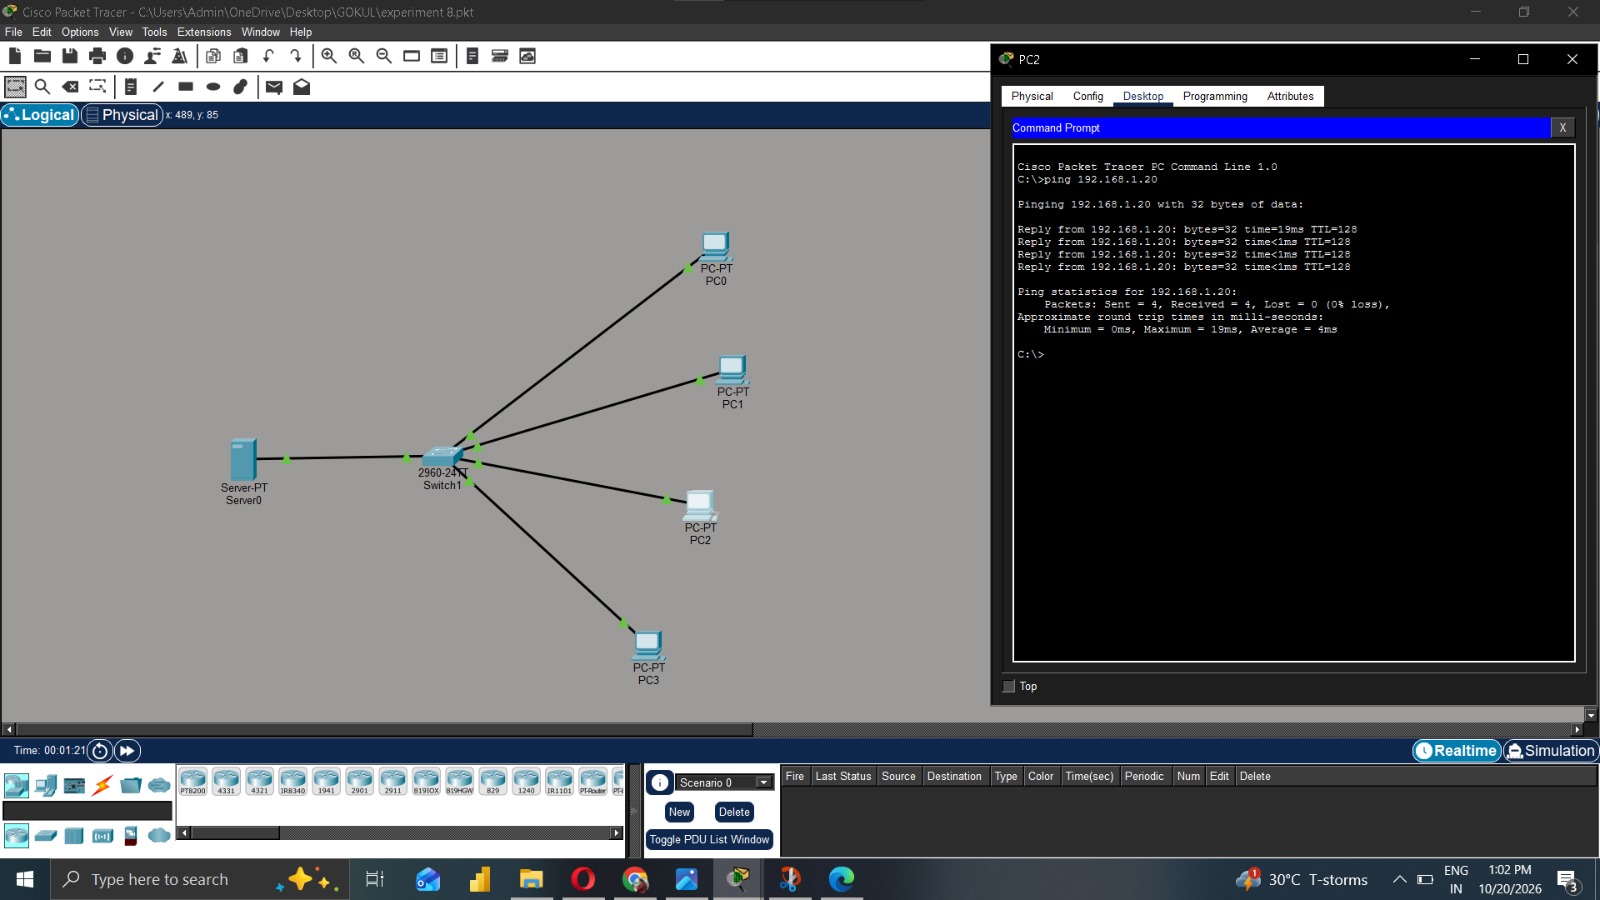 Cisco Packet Tracer - C:\Users\Admin\OneDrive\Desktop\GOKUL\experiment 8.pkt
File Edit Options View Tools Extensions Window Help
Logical Physical x: 489, y: 85
PC-PT
PC0
PC-PT
PC1
Server-PT
Server0
2960-24TT
Switch1
PC-PT
PC2
PC-PT
PC3
PC2
Physical Config Desktop Programming Attributes
Command Prompt X
Cisco Packet Tracer PC Command Line 1.0
C:\>ping 192.168.1.20
Pinging 192.168.1.20 with 32 bytes of data:
Reply from 192.168.1.20: bytes=32 time=19ms TTL=128
Reply from 192.168.1.20: bytes=32 time<1ms TTL=128
Reply from 192.168.1.20: bytes=32 time<1ms TTL=128
Reply from 192.168.1.20: bytes=32 time<1ms TTL=128
Ping statistics for 192.168.1.20:
Packets: Sent = 4, Received = 4, Lost = 0 (0% loss),
Approximate round trip times in milli-seconds:
Minimum = 0ms, Maximum = 19ms, Average = 4ms
C:\>
Top
Time: 00:01:21
Realtime Simulation
PT8200 4331 4321 IR8340 1941 2901 2911 819IOX 819HGW 829 1240 IR1101 PT-Router
Scenario 0
New Delete
Toggle PDU List Window
Fire Last Status Source Destination Type Color Time(sec) Periodic Num Edit Delete
Type here to search
1
30°C T-storms
ENG
IN
1:02 PM
10/20/2026
3